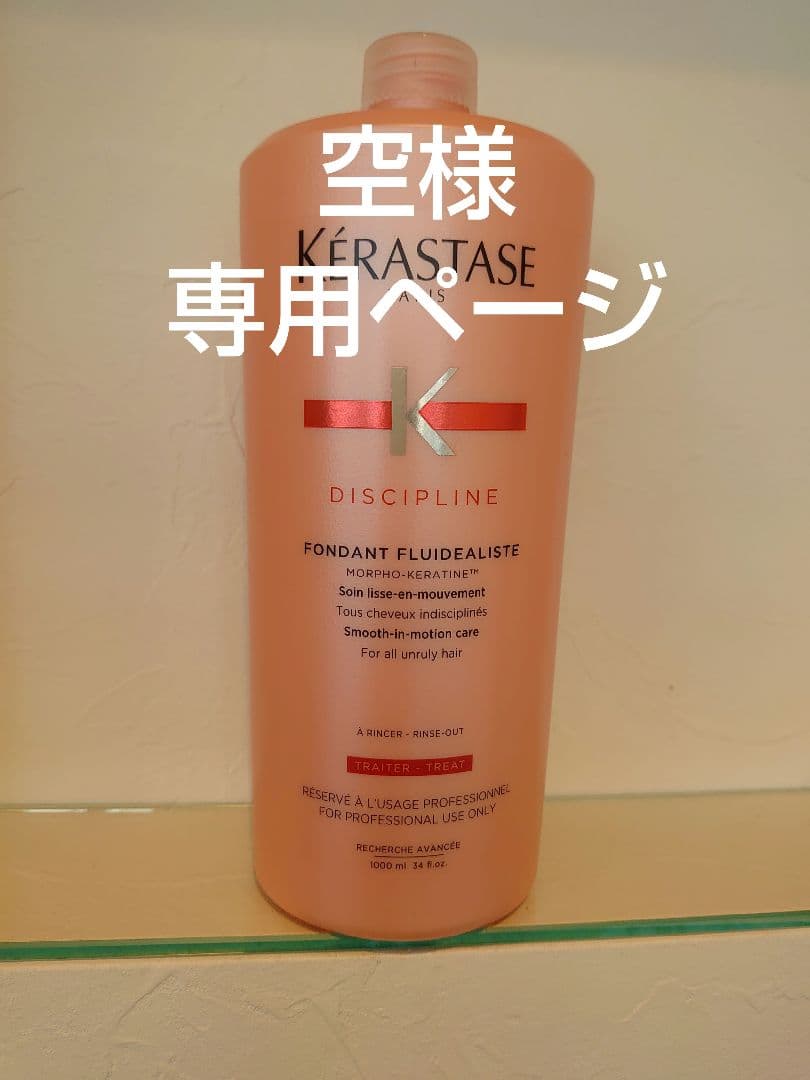 空様
KÉRASTASE
PARIS
専用ページ
K
DISCIPLINE
FONDANT FLUIDEALISTE
MORPHO-KERATINE™
Soin lisse-en-mouvement
Tous cheveux indisciplinés
Smooth-in-motion care
For all unruly hair
À RINCER - RINSE-OUT
TRAITER - TREAT
RÉSERVÉ À L'USAGE PROFESSIONNEL
FOR PROFESSIONAL USE ONLY
RECHERCHE AVANCÉE
1000 ml 34 fl.oz.